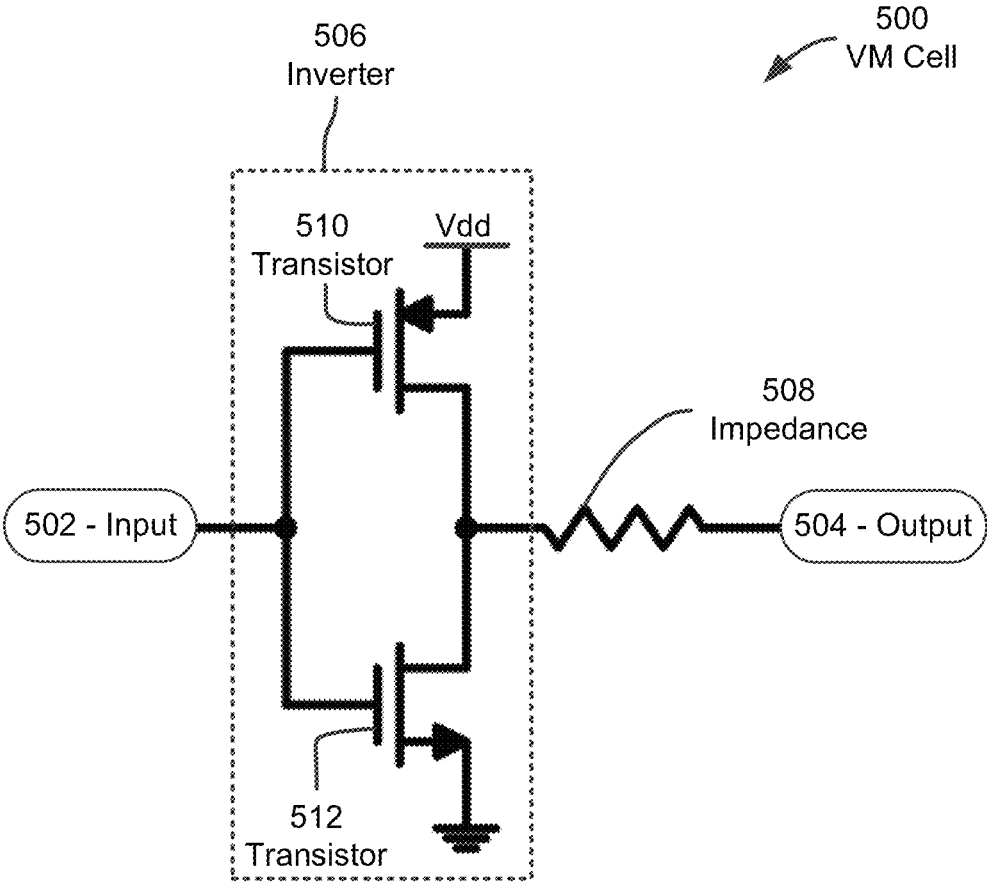 506
Inverter
500
VM Cell
510
Transistor
Vdd
508
Impedance
502 - Input
504 - Output
512
Transistor